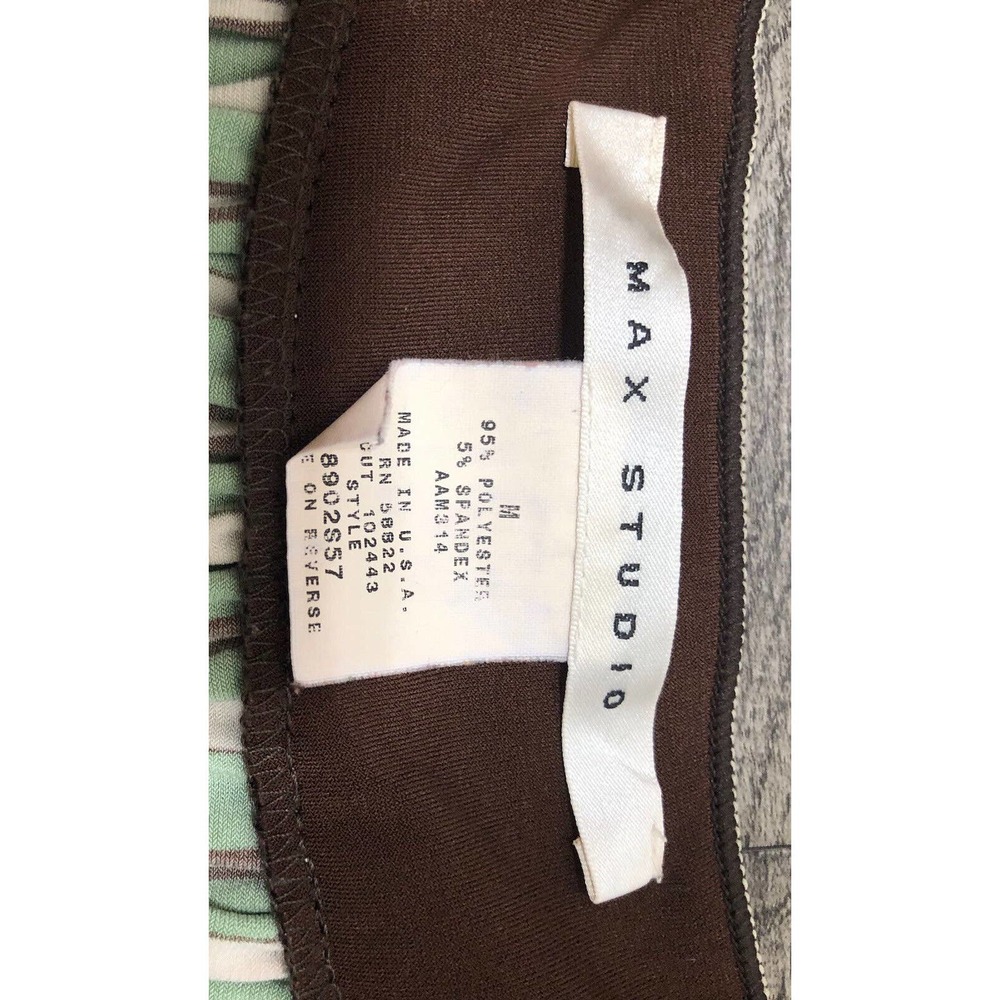 MAX STUDIO
M
95% POLYESTER
5% SPANDEX
AAM314
MADE IN U.S.A.
RN 58822
CUT 102443
STYLE
8902S57
ON REVERSE